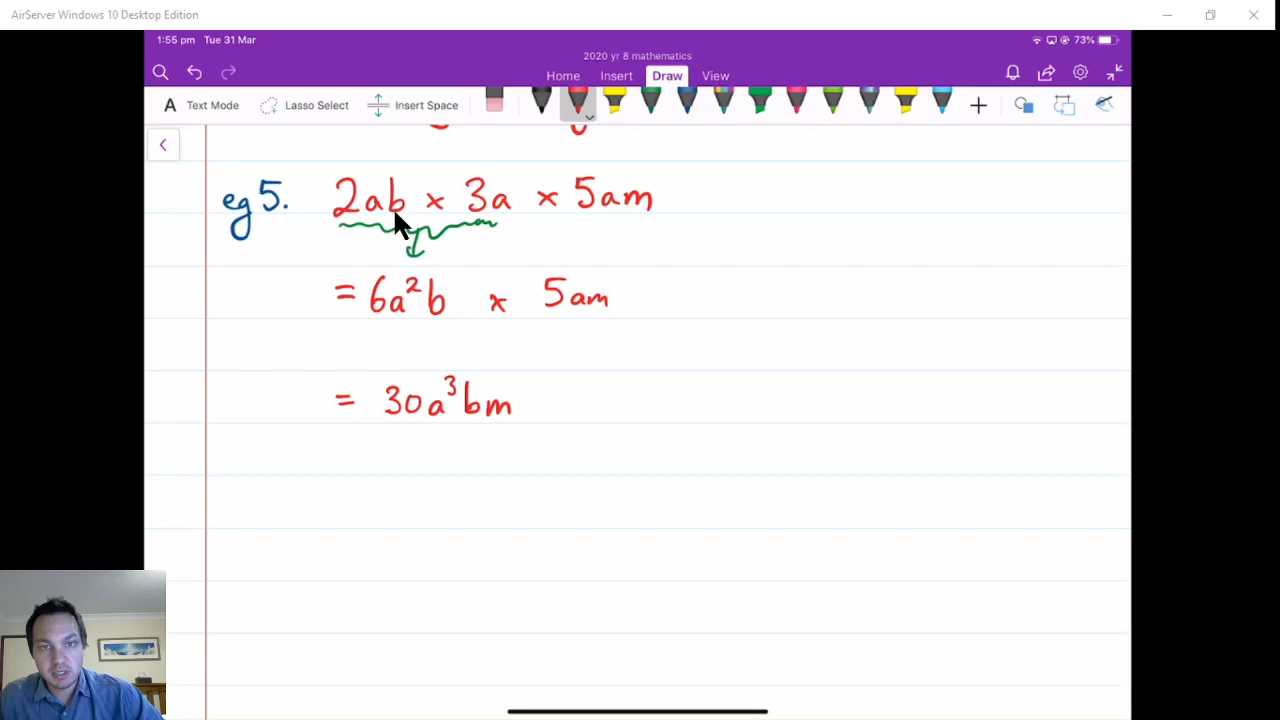 AirServer Windows 10 Desktop Edition
1:55 pm Tue 31 Mar
73%
2020 yr 8 mathematics
Home Insert Draw View
A Text Mode Lasso Select Insert Space
eg 5. 2ab × 3a × 5am
= 6a²b × 5am
= 30a³bm